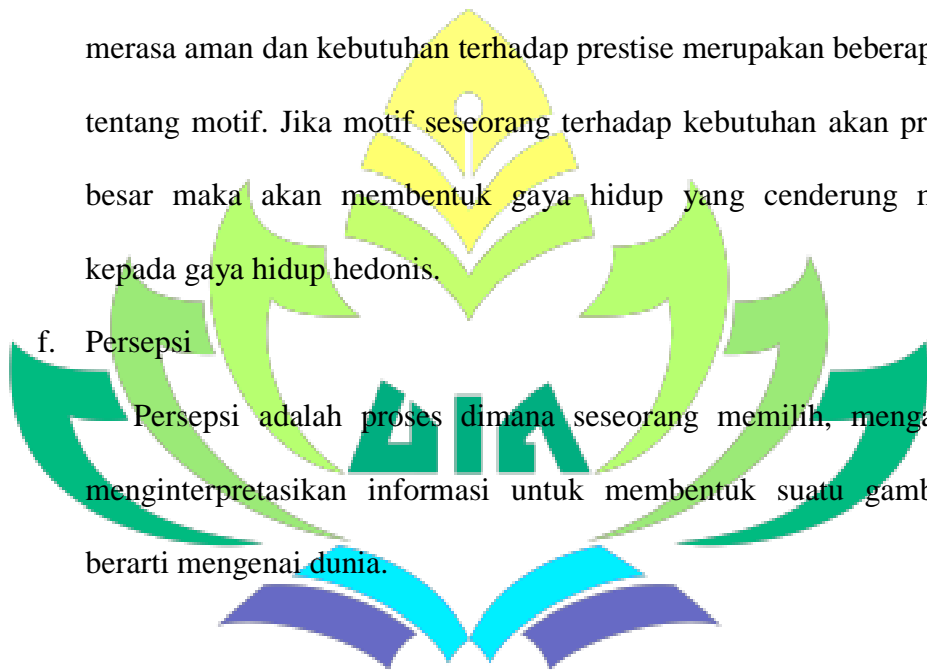 merasa aman dan kebutuhan terhadap prestise merupakan beberap
tentang motif. Jika motif seseorang terhadap kebutuhan akan pr
besar maka akan membentuk gaya hidup yang cenderung
kepada gaya hidup hedonis.
f. Persepsi
Persepsi adalah proses dimana seseorang memilih, menga
menginterpretasikan informasi untuk membentuk suatu gamb
berarti mengenai dunia.